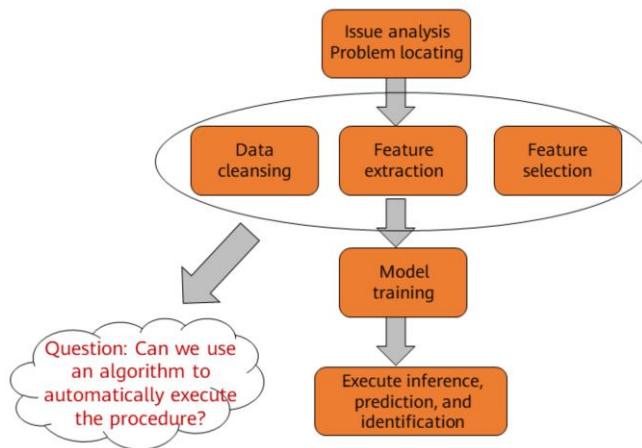 Issue analysis
Problem locating
Data
cleansing
Feature
extraction
Feature
selection
Model
training
Question: Can we use
an algorithm to
automatically execute
the procedure?
Execute inference,
prediction, and
identification